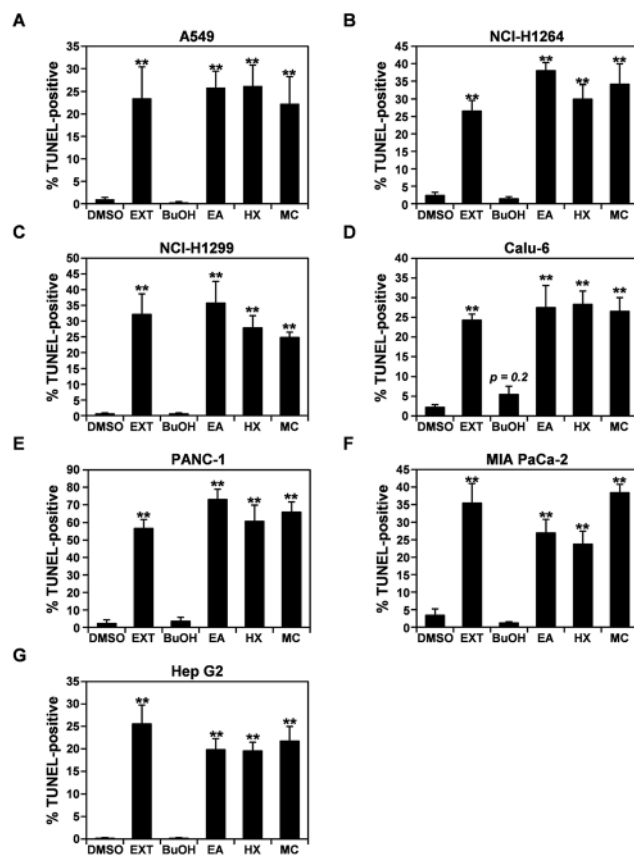 A
A549
% TUNEL-positive
35
30
25
20
15
10
5
0
** ** ** **
DMSO EXT BuOH EA HX MC
B
NCI-H1264
% TUNEL-positive
45
40
35
30
25
20
15
10
5
0
** ** ** **
DMSO EXT BuOH EA HX MC
C
NCI-H1299
% TUNEL-positive
50
45
40
35
30
25
20
15
10
5
0
** ** ** **
DMSO EXT BuOH EA HX MC
D
Calu-6
% TUNEL-positive
40
35
30
25
20
15
10
5
0
** p = 0.2 ** ** **
DMSO EXT BuOH EA HX MC
E
PANC-1
% TUNEL-positive
90
80
70
60
50
40
30
20
10
0
** ** ** **
DMSO EXT BuOH EA HX MC
F
MIA PaCa-2
% TUNEL-positive
45
40
35
30
25
20
15
10
5
0
** ** ** **
DMSO EXT BuOH EA HX MC
G
Hep G2
% TUNEL-positive
35
30
25
20
15
10
5
0
** ** ** **
DMSO EXT BuOH EA HX MC